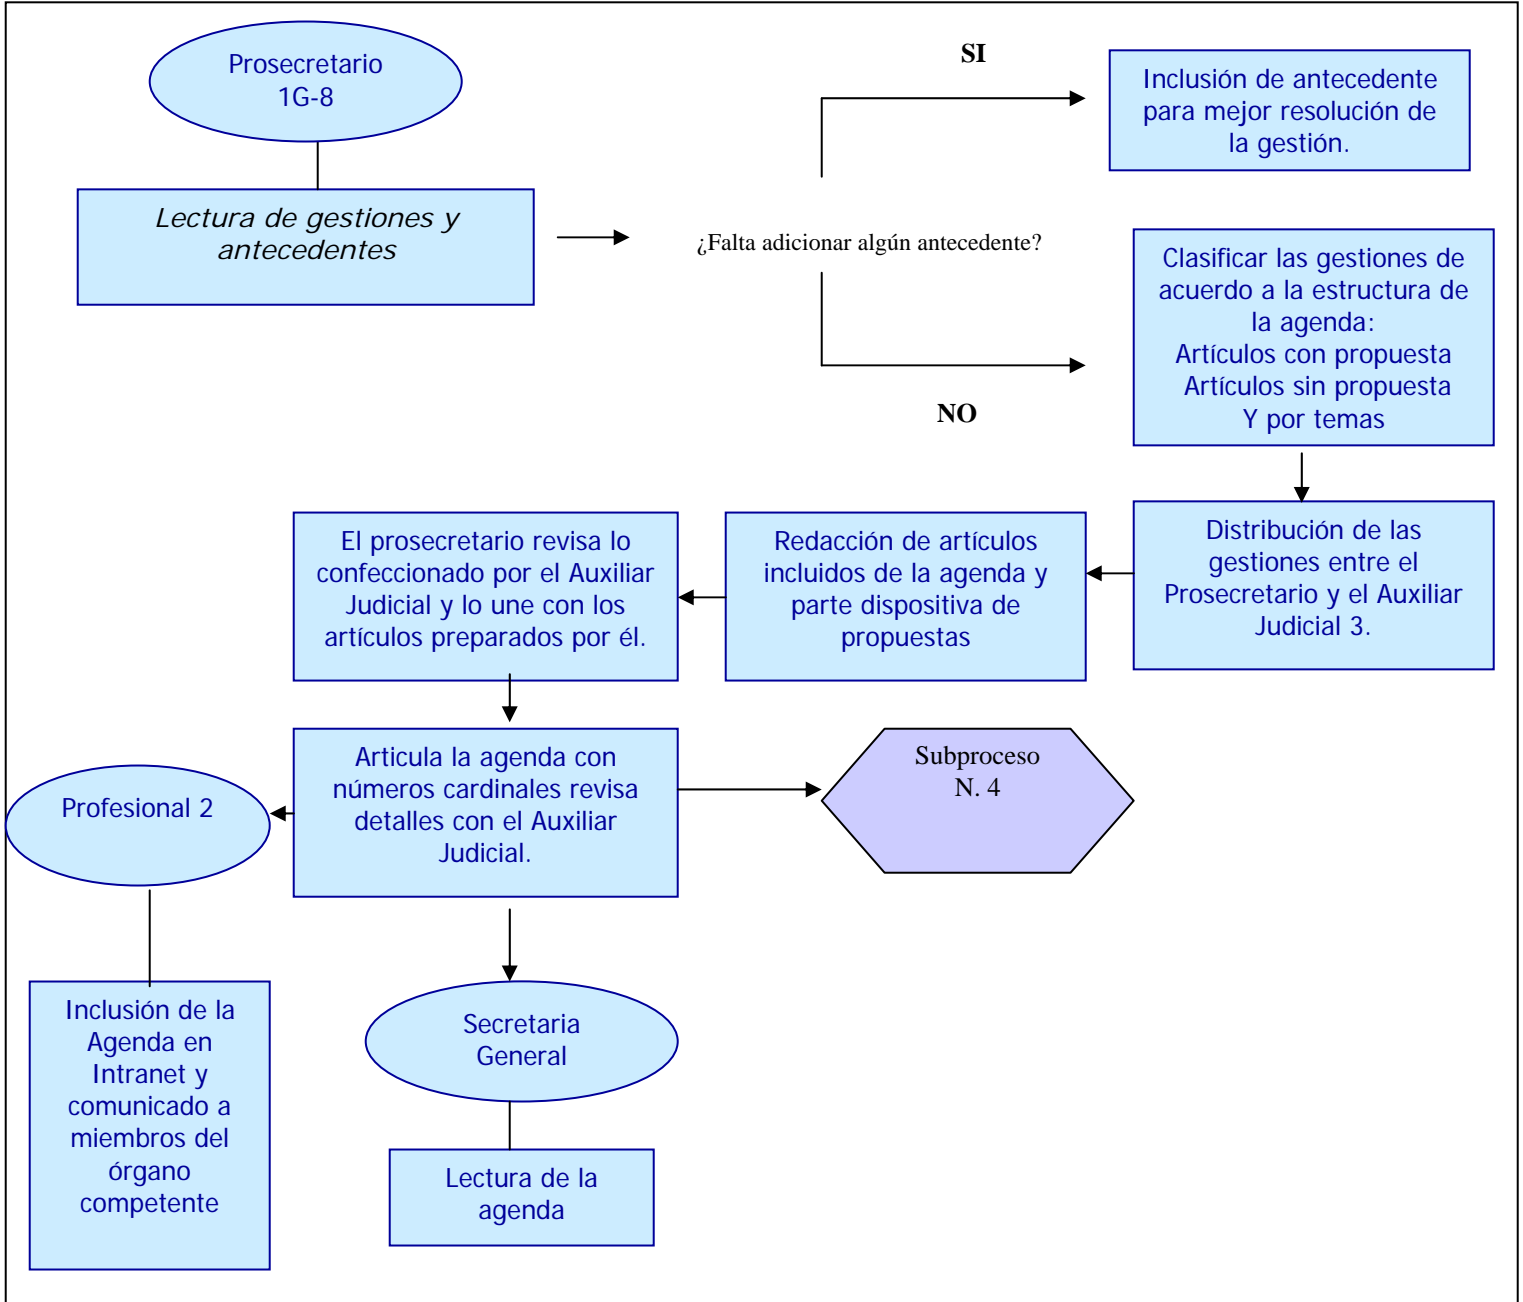 Prosecretario
1G-8
SI
Inclusión de antecedente
para mejor resolución de
la gestión.
Lectura de gestiones y
antecedentes
¿Falta adicionar algún antecedente?
Clasificar las gestiones de
acuerdo a la estructura de
la agenda:
Artículos con propuesta
Artículos sin propuesta
Y por temas
NO
Distribución de las
gestiones entre el
Prosecretario y el Auxiliar
Judicial 3.
Redacción de artículos
incluidos de la agenda y
parte dispositiva de
propuestas
El prosecretario revisa lo
confeccionado por el Auxiliar
Judicial y lo une con los
artículos preparados por él.
Articula la agenda con
números cardinales revisa
detalles con el Auxiliar
Judicial.
Subproceso
N. 4
Profesional 2
Inclusión de la
Agenda en
Intranet y
comunicado a
miembros del
órgano
competente
Secretaria
General
Lectura de la
agenda